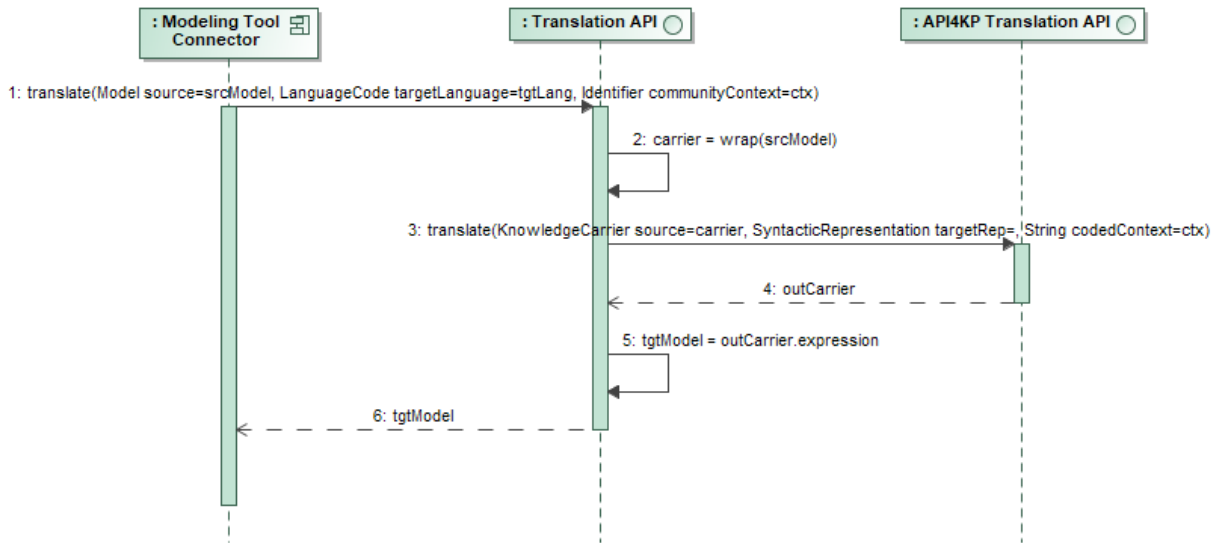 : Modeling Tool
Connector
: Translation API
: API4KP Translation API
1: translate(Model source=srcModel, LanguageCode targetLanguage=tgtLang, Identifier communityContext=ctx)
2: carrier = wrap(srcModel)
3: translate(KnowledgeCarrier source=carrier, SyntacticRepresentation targetRep=, String codedContext=ctx)
4: outCarrier
5: tgtModel = outCarrier.expression
6: tgtModel